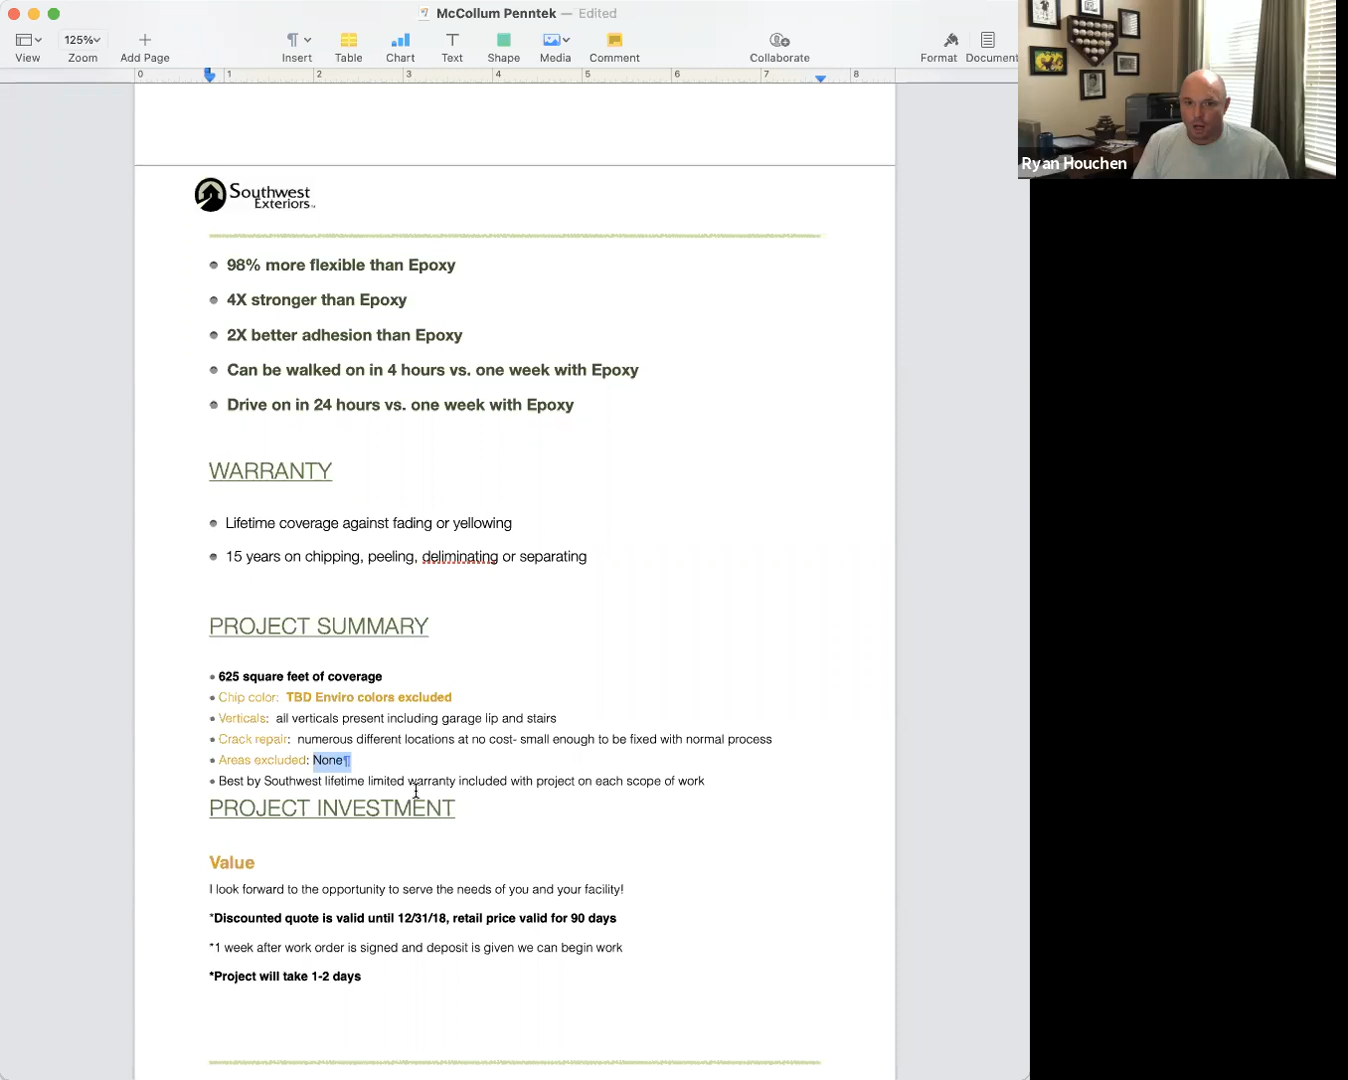 McCollum Penntek — Edited
125%
View
Zoom
Add Page
Insert
Table
Chart
Text
Shape
Media
Comment
Collaborate
Format
Document
0 1 2 3 4 5 6 7 8
Ryan Houchen
Southwest
Exteriors
98% more flexible than Epoxy
4X stronger than Epoxy
2X better adhesion than Epoxy
Can be walked on in 4 hours vs. one week with Epoxy
Drive on in 24 hours vs. one week with Epoxy
WARRANTY
Lifetime coverage against fading or yellowing
15 years on chipping, peeling, deliminating or separating
PROJECT SUMMARY
625 square feet of coverage
Chip color: TBD Enviro colors excluded
Verticals: all verticals present including garage lip and stairs
Crack repair: numerous different locations at no cost- small enough to be fixed with normal process
Areas excluded: None¶
Best by Southwest lifetime limited warranty included with project on each scope of work
PROJECT INVESTMENT
Value
I look forward to the opportunity to serve the needs of you and your facility!
*Discounted quote is valid until 12/31/18, retail price valid for 90 days
*1 week after work order is signed and deposit is given we can begin work
*Project will take 1-2 days